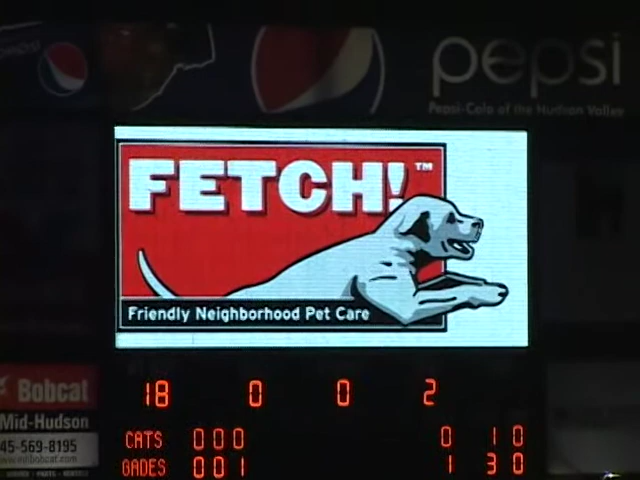 pepsi
Pepsi-Cola of the Hudson Valley
FETCH!™
Friendly Neighborhood Pet Care
18 0 0 2
Bobcat
Mid-Hudson
45-569-8195
CATS 0 0 0 0 1 0
GADES 0 0 1 1 3 0